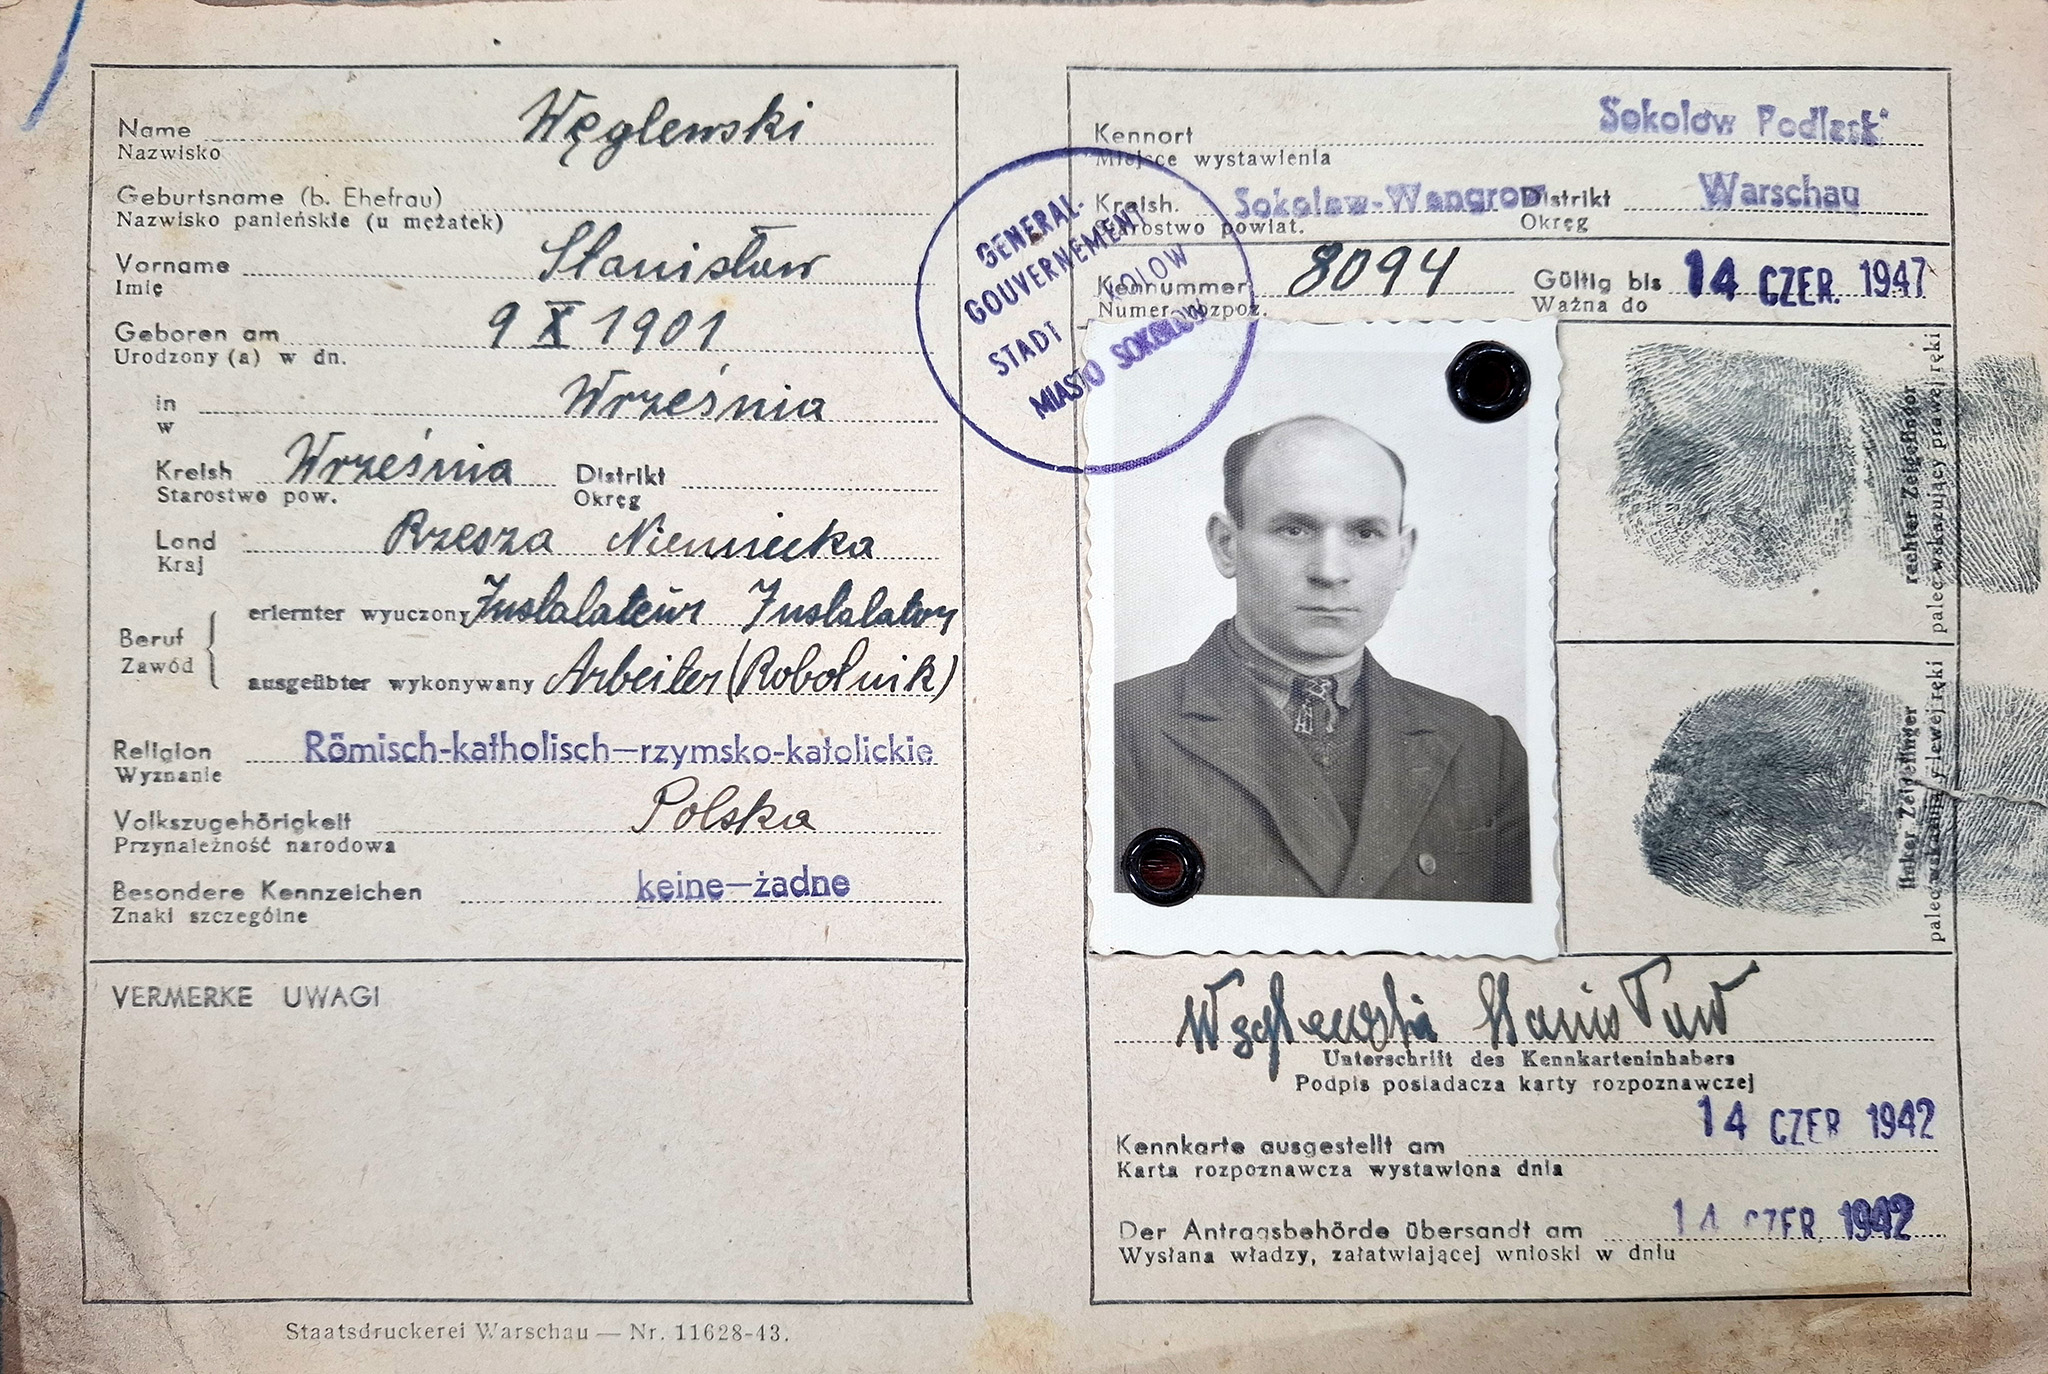 Name Węglewski
Nazwisko
Geburtsname (b. Ehefrau)
Nazwisko panieńskie (u mężatek)
Vorname Stanisław
Imię
Geboren am 9 X 1901
Urodzony (a) w dn.
in Września
w
Kreish Września Distrikt
Starostwo pow. Okręg
Land Rzesza Niemiecka
Kraj
erlernter wyuczony Instalateur Instalator
Beruf
Zawód
ausgeübter wykonywany Arbeiter (Robotnik)
Religion Römisch-katholisch—rzymsko-katolickie
Wyznanie
Volkszugehörigkeit Polska
Przynależność narodowa
Besondere Kennzeichen keine—żadne
Znaki szczególne
VERMERKE UWAGI
Staatsdruckerei Warschau — Nr. 11628-43.
Kennort Sokolow Podlask
Miejsce wystawienia
Kreish. Sokolow-Wengrow Distrikt Warschau
Starostwo powiat. Okręg
Kennummer 8094 Gültig bis 14 CZER. 1947
Numer rozpoz. Ważna do
GENERAL-
GOUVERNEMENT
STADT SOKOLOW
MIASTO SOKOŁÓW
rechter Zeigefinger
palec wskazujący prawej ręki
linker Zeigefinger
palec wskazujący lewej ręki
Węglewski Stanisław
Unterschrift des Kennkarteninhabers
Podpis posiadacza karty rozpoznawczej
Kennkarte ausgestellt am 14 CZER 1942
Karta rozpoznawcza wystawiona dnia
Der Antragsbehörde übersandt am 14 CZER 1942
Wysłana władzy, załatwiającej wnioski w dniu